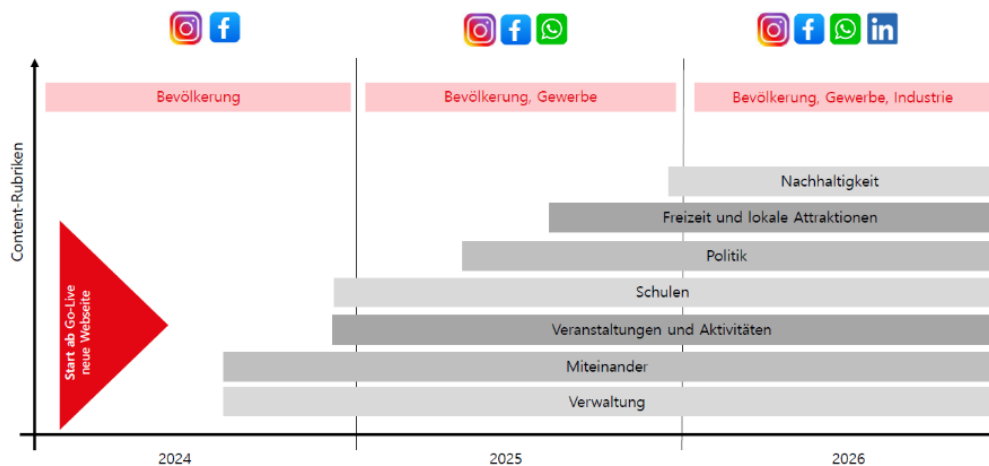 Bevölkerung
Bevölkerung, Gewerbe
Bevölkerung, Gewerbe, Industrie
Content-Rubriken
Nachhaltigkeit
Freizeit und lokale Attraktionen
Politik
Schulen
Veranstaltungen und Aktivitäten
Miteinander
Verwaltung
Start ab Go-Live
neue Webseite
2024
2025
2026